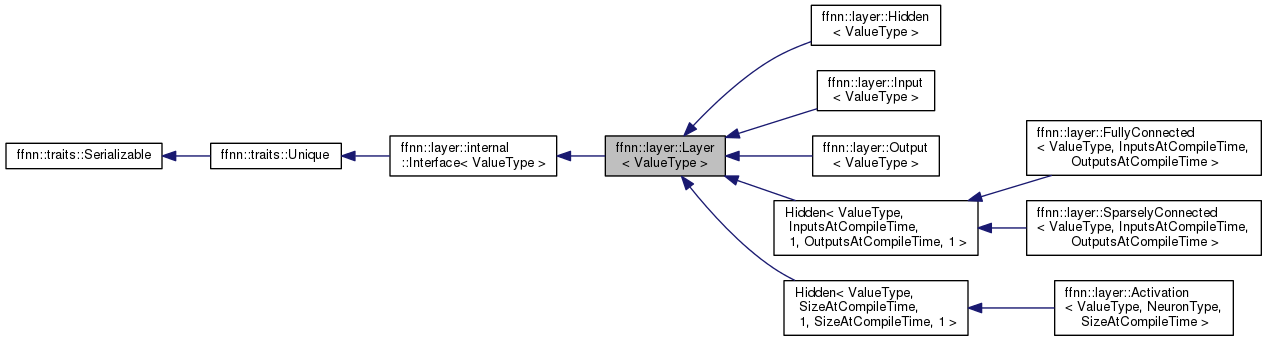 ffnn::traits::Serializable
ffnn::traits::Unique
ffnn::layer::internal
::Interface< ValueType >
ffnn::layer::Layer
< ValueType >
ffnn::layer::Hidden
< ValueType >
ffnn::layer::Input
< ValueType >
ffnn::layer::Output
< ValueType >
Hidden< ValueType,
InputsAtCompileTime,
1, OutputsAtCompileTime, 1 >
Hidden< ValueType,
SizeAtCompileTime,
1, SizeAtCompileTime, 1 >
ffnn::layer::FullyConnected
< ValueType, InputsAtCompileTime,
OutputsAtCompileTime >
ffnn::layer::SparselyConnected
< ValueType, InputsAtCompileTime,
OutputsAtCompileTime >
ffnn::layer::Activation
< ValueType, NeuronType,
SizeAtCompileTime >